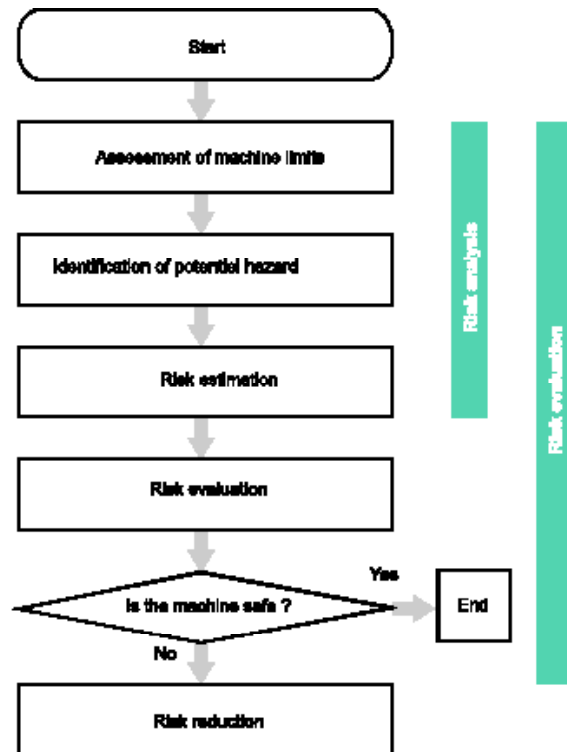 Start
Assessment of machine limits
Identification of potentiel hazard
Risk estimation
Risk evaluation
Is the machine safe ?
Yes
End
No
Risk reduction
Risk analysis
Risk evaluation